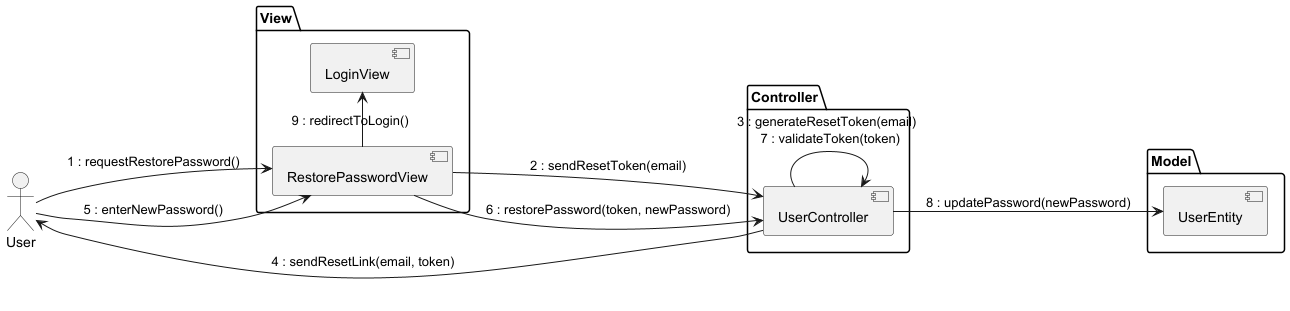 View
LoginView
9 : redirectToLogin()
Controller
3 : generateResetToken(email)
7 : validateToken(token)
1 : requestRestorePassword()
RestorePasswordView
2 : sendResetToken(email)
Model
5 : enterNewPassword()
6 : restorePassword(token, newPassword)
UserController
8 : updatePassword(newPassword)
UserEntity
User
4 : sendResetLink(email, token)